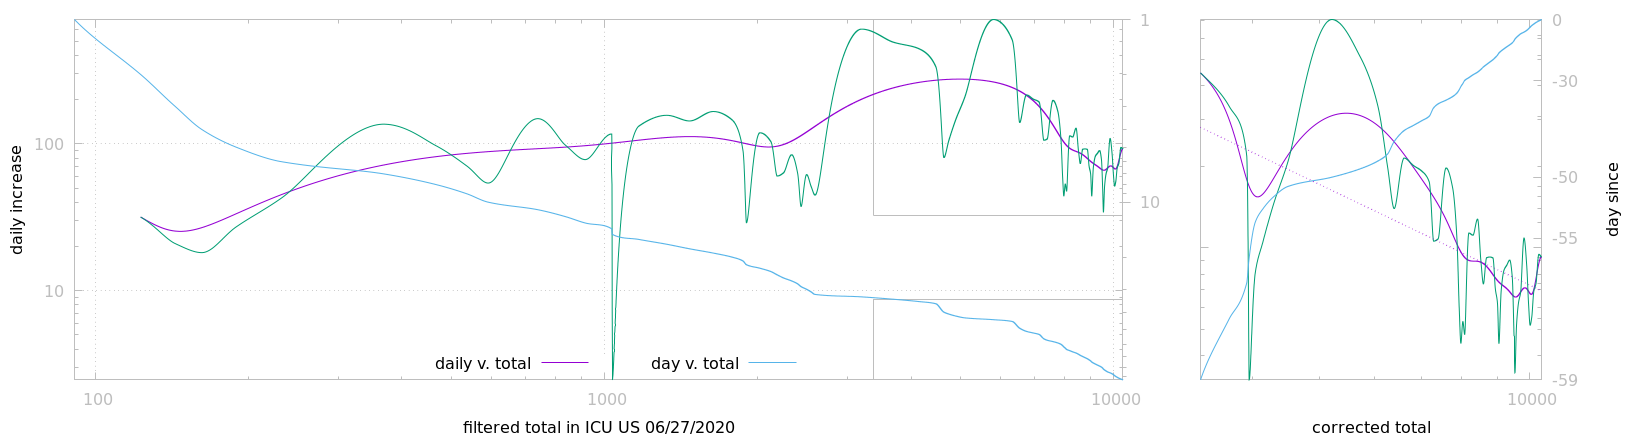 1
0
-30
100
-50
10
-55
10
daily increase
day since
daily v. total
day v. total
-59
100
1000
10000
10000
filtered total in ICU US 06/27/2020
corrected total